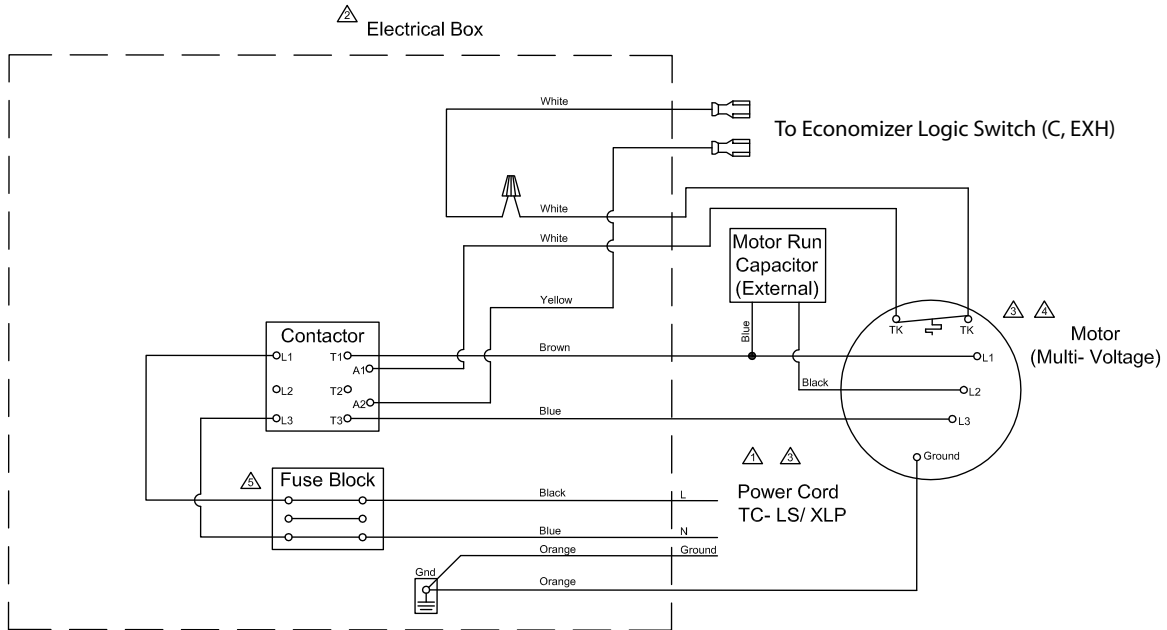 2
Electrical Box
White
To Economizer Logic Switch (C, EXH)
White
White
Motor Run
Capacitor
(External)
Yellow
Blue
Contactor
L1
T1
A1
L2
T2
A2
L3
T3
Brown
Black
Blue
TK
TK
3
4
Motor
(Multi- Voltage)
L1
L2
L3
Ground
1
3
Power Cord
TC- LS/ XLP
5
Fuse Block
Black
L
Blue
N
Orange
Ground
Gnd
Orange